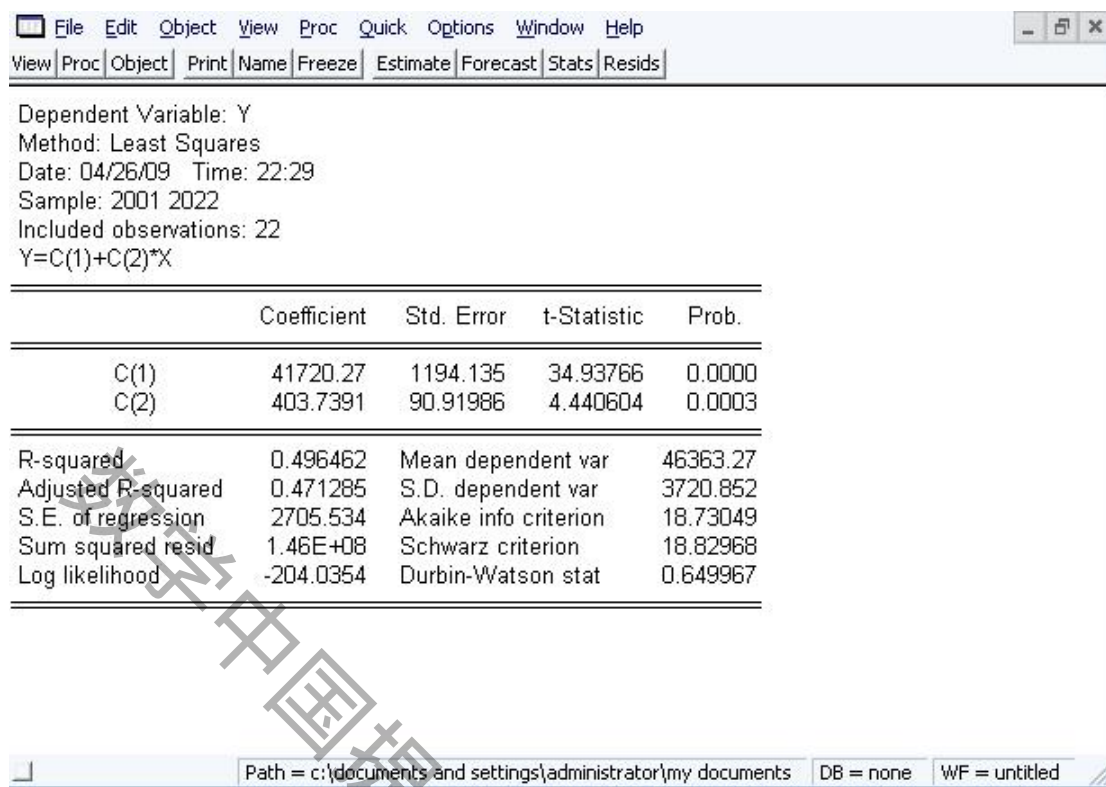 File Edit Object View Proc Quick Options Window Help
View Proc Object Print Name Freeze Estimate Forecast Stats Resids
Dependent Variable: Y
Method: Least Squares
Date: 04/26/09 Time: 22:29
Sample: 2001 2022
Included observations: 22
Y=C(1)+C(2)*X
Coefficient Std. Error t-Statistic Prob.
C(1) 41720.27 1194.135 34.93766 0.0000
C(2) 403.7391 90.91986 4.440604 0.0003
R-squared 0.496462 Mean dependent var 46363.27
Adjusted R-squared 0.471285 S.D. dependent var 3720.852
S.E. of regression 2705.534 Akaike info criterion 18.73049
Sum squared resid 1.46E+08 Schwarz criterion 18.82968
Log likelihood -204.0354 Durbin-Watson stat 0.649967
数学中国
Path = c:\documents and settings\administrator\my documents DB = none WF = untitled